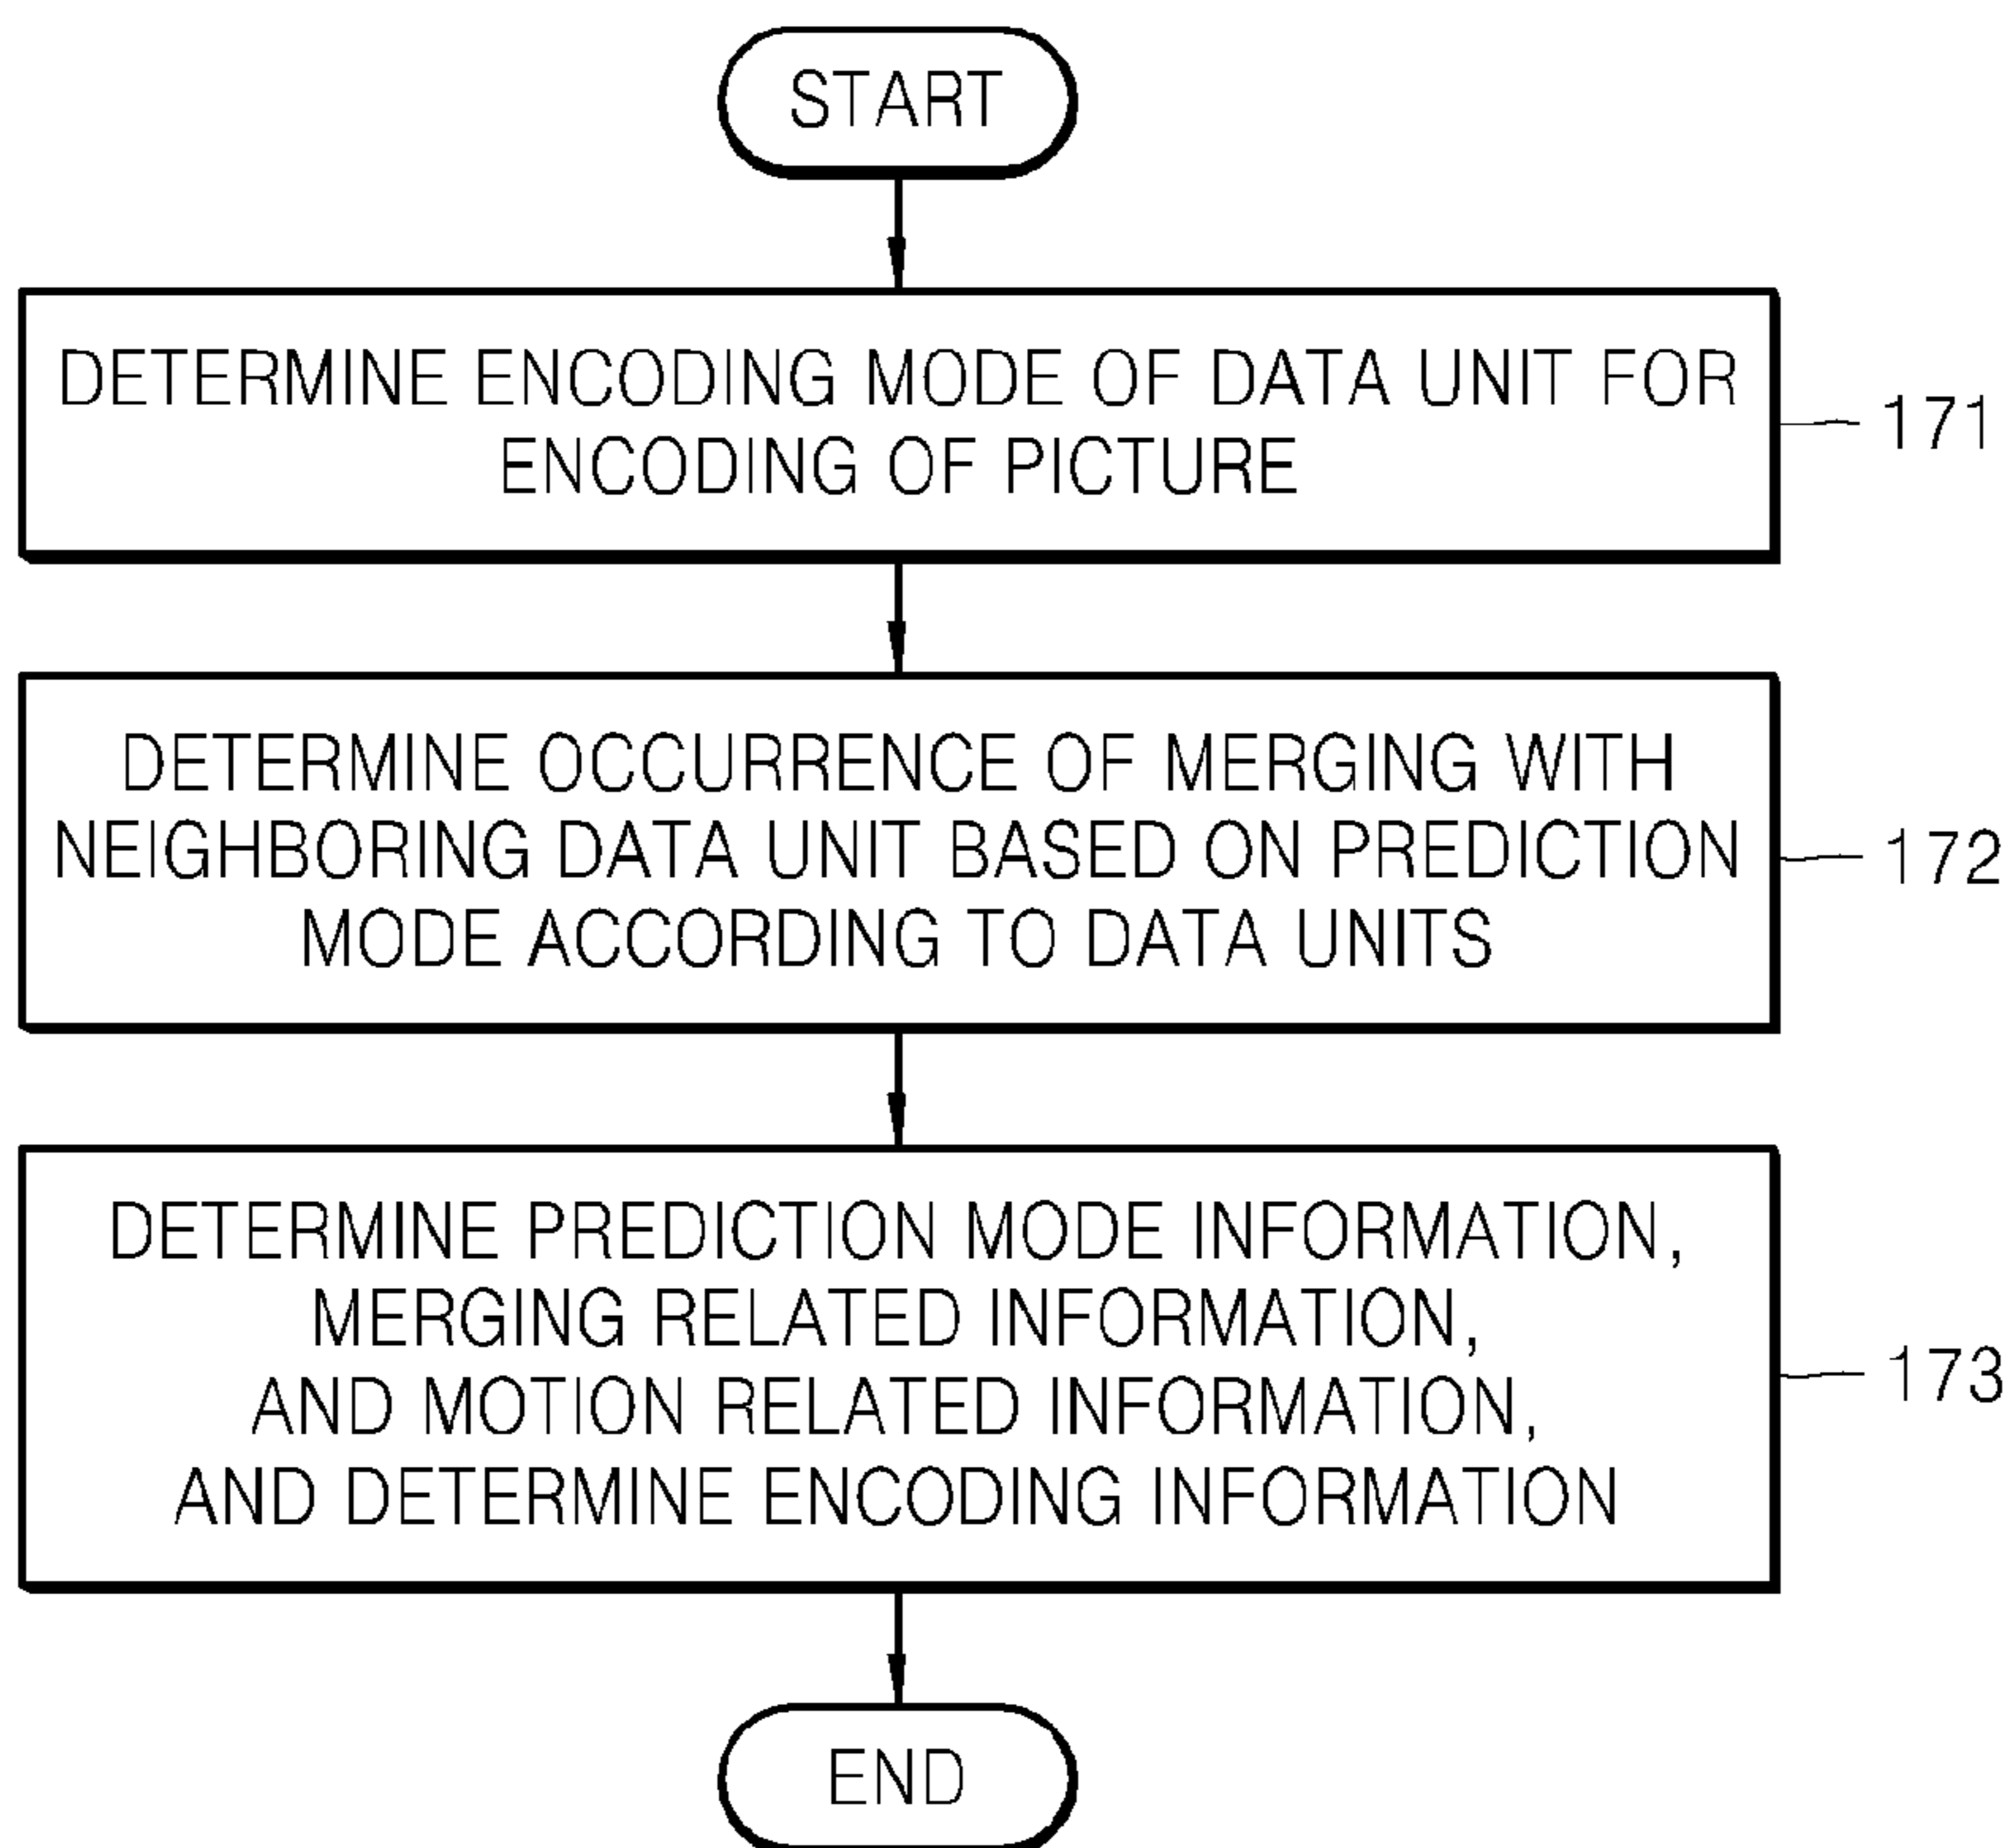 START
DETERMINE ENCODING MODE OF DATA UNIT FOR
ENCODING OF PICTURE
171
DETERMINE OCCURRENCE OF MERGING WITH
NEIGHBORING DATA UNIT BASED ON PREDICTION
MODE ACCORDING TO DATA UNITS
172
DETERMINE PREDICTION MODE INFORMATION,
MERGING RELATED INFORMATION,
AND MOTION RELATED INFORMATION,
AND DETERMINE ENCODING INFORMATION
173
END